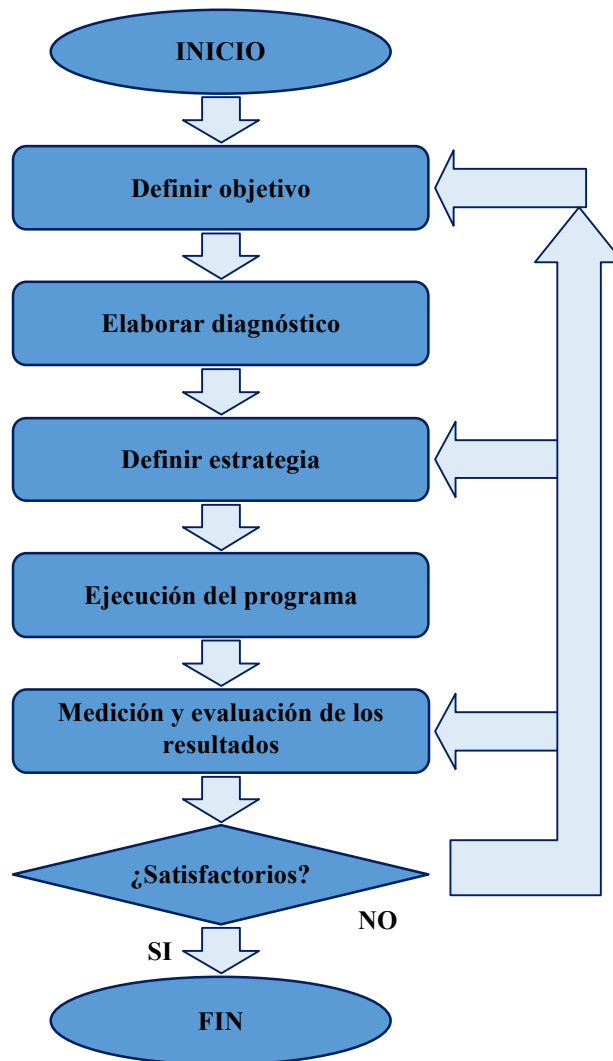 INICIO
Definir objetivo
Elaborar diagnóstico
Definir estrategia
Ejecución del programa
Medición y evaluación de los
resultados
¿Satisfactorios?
NO
SI
FIN